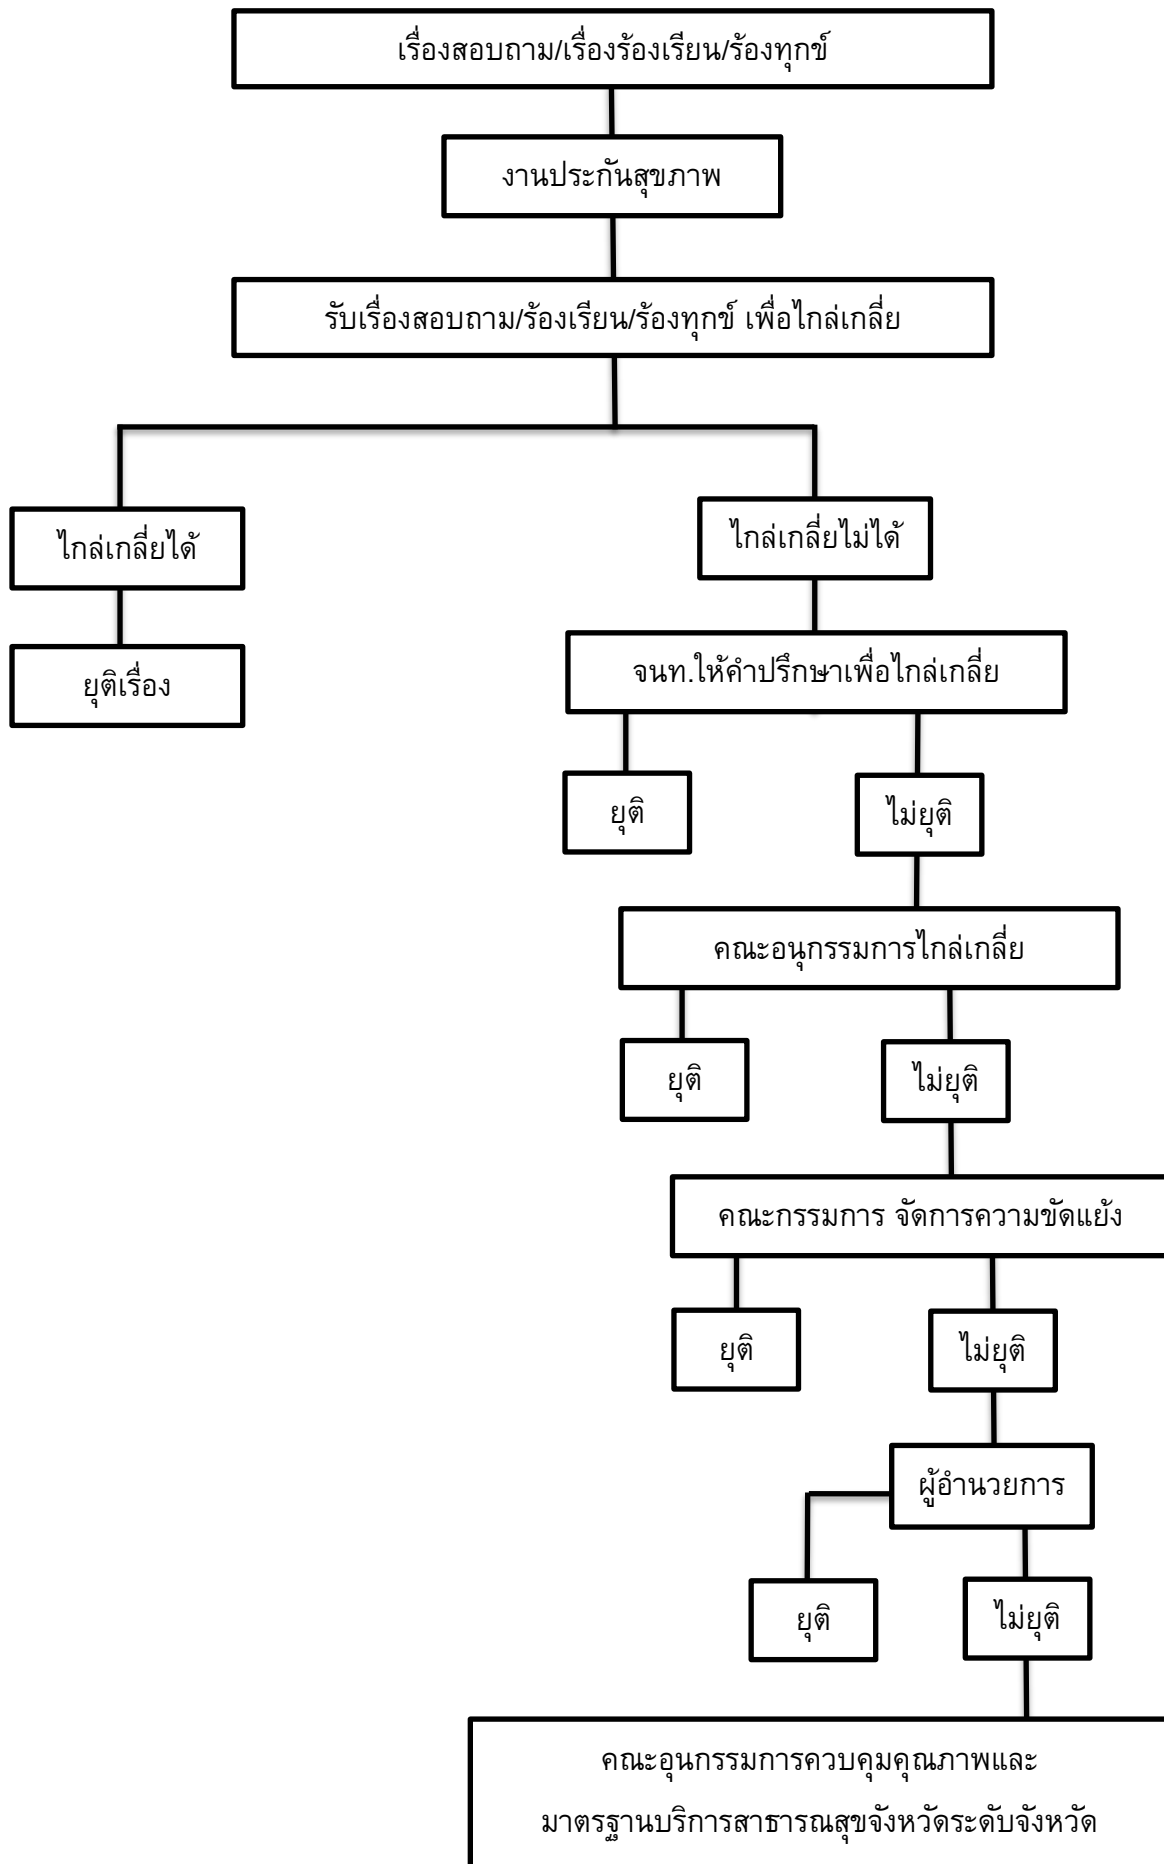 เรื่องสอบถาม/เรื่องร้องเรียน/ร้องทุกข์
งานประกันสุขภาพ
รับเรื่องสอบถาม/ร้องเรียน/ร้องทุกข์ เพื่อไกล่เกลี่ย
ไกล่เกลี่ยได้
ไกล่เกลี่ยไม่ได้
ยุติเรื่อง
จนท.ให้คำปรึกษาเพื่อไกล่เกลี่ย
ยุติ
ไม่ยุติ
คณะอนุกรรมการไกล่เกลี่ย
ยุติ
ไม่ยุติ
คณะกรรมการ จัดการความขัดแย้ง
ยุติ
ไม่ยุติ
ผู้อำนวยการ
ยุติ
ไม่ยุติ
คณะอุนกรรมการควบคุมคุณภาพและ
มาตรฐานบริการสาธารณสุขจังหวัดระดับจังหวัด